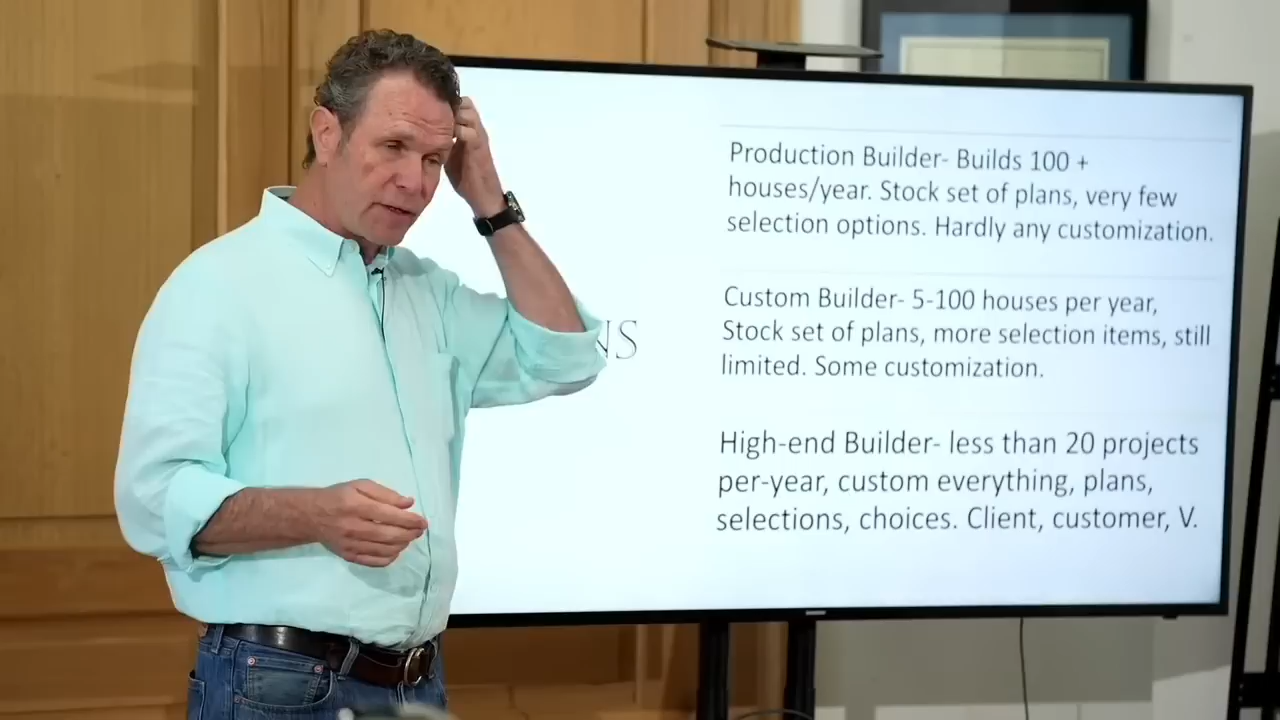 NS
Production Builder- Builds 100 +
houses/year. Stock set of plans, very few
selection options. Hardly any customization.
Custom Builder- 5-100 houses per year,
Stock set of plans, more selection items, still
limited. Some customization.
High-end Builder- less than 20 projects
per-year, custom everything, plans,
selections, choices. Client, customer, V.